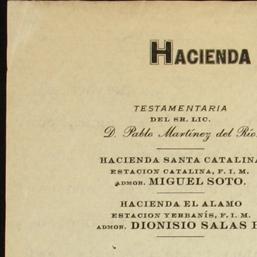 HACIENDA
TESTAMENTARIA
DEL SR. LIC.
D. Pablo Martínez del Río.
HACIENDA SANTA CATALINA
ESTACION CATALINA, F. I. M.
ADMOR. MIGUEL SOTO.
HACIENDA EL ALAMO
ESTACION YERBANÍS, F. I. M.
ADMOR. DIONISIO SALAS